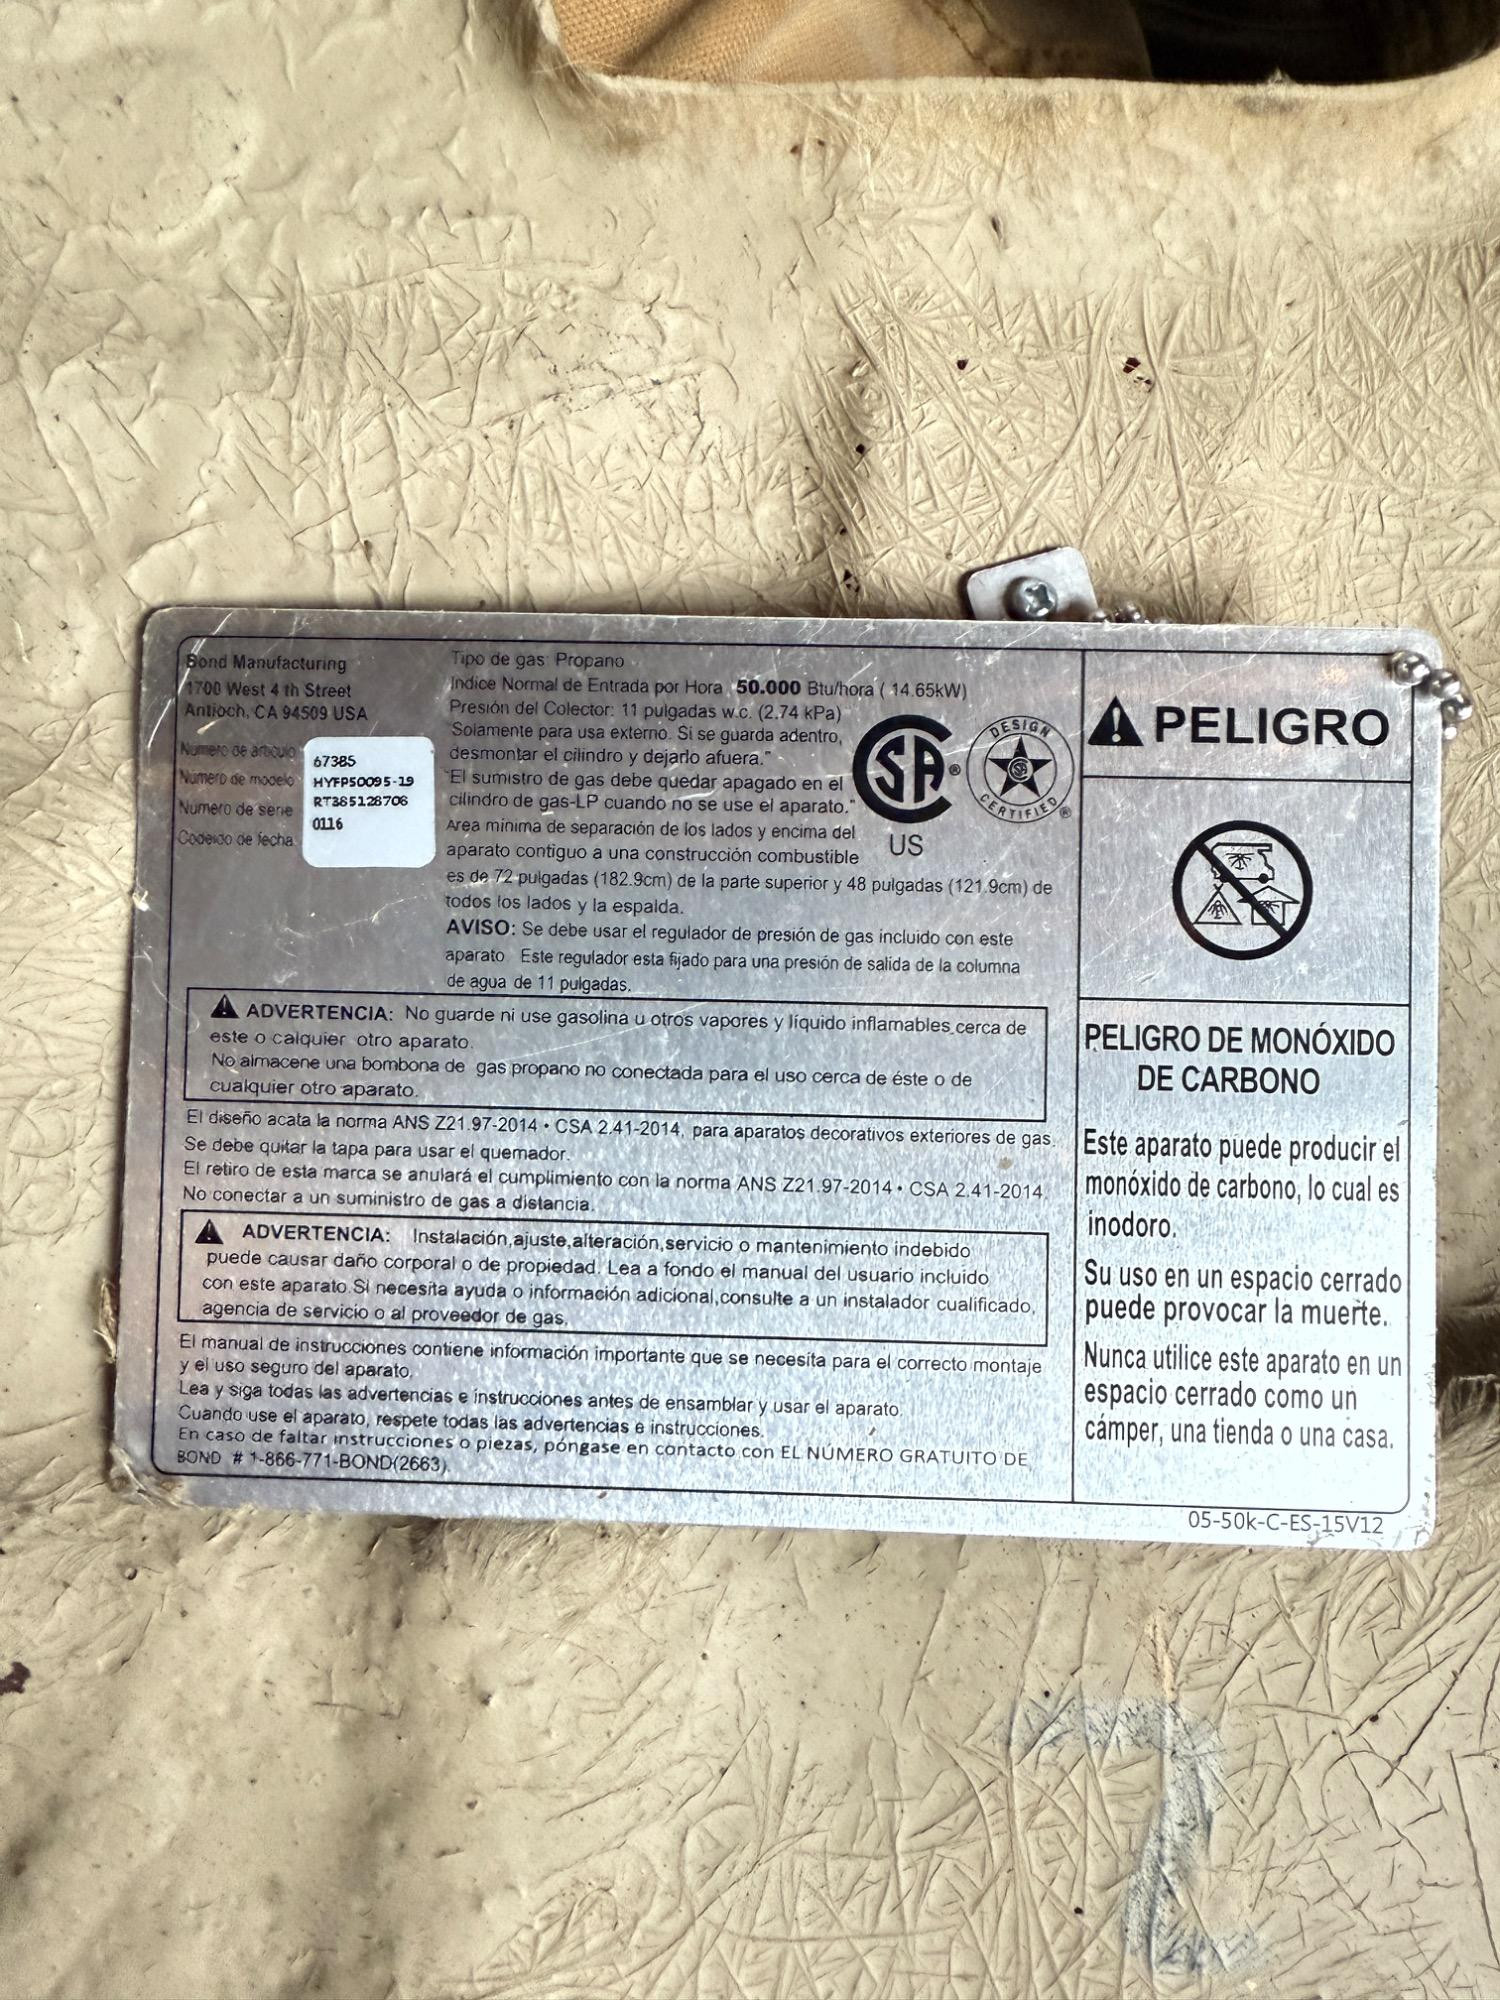 Bond Manufacturing
1700 West 4 th Street
Antioch, CA 94509 USA
Numero de articulo 67385
Numero de modelo HYFP50095-19
Numero de serie RT385128706
Codeido de fecha 0116
Tipo de gas: Propano
Indice Normal de Entrada por Hora 50.000 Btu/hora ( 14.65kW)
Presión del Colector: 11 pulgadas w.c. (2.74 kPa)
Solamente para usa externo. Si se guarda adentro,
desmontar el cilindro y dejarlo afuera."
"El sumistro de gas debe quedar apagado en el
cilindro de gas-LP cuando no se use el aparato."
Area mínima de separación de los lados y encima del
aparato contiguo a una construcción combustible
es de 72 pulgadas (182.9cm) de la parte superior y 48 pulgadas (121.9cm) de
todos los lados y la espalda.
AVISO: Se debe usar el regulador de presión de gas incluido con este
aparato Este regulador esta fijado para una presión de salida de la columna
de agua de 11 pulgadas.
CSA ®
US
DESIGN
CSA
CERTIFIED ®
ADVERTENCIA: No guarde ni use gasolina u otros vapores y líquido inflamables cerca de
este o calquier otro aparato.
No almacene una bombona de gas propano no conectada para el uso cerca de éste o de
cualquier otro aparato.
El diseño acata la norma ANS Z21.97-2014 • CSA 2.41-2014, para aparatos decorativos exteriores de gas.
Se debe quitar la tapa para usar el quemador.
El retiro de esta marca se anulará el cumplimiento con la norma ANS Z21.97-2014 • CSA 2.41-2014.
No conectar a un suministro de gas a distancia.
ADVERTENCIA: Instalación,ajuste,alteración,servicio o mantenimiento indebido
puede causar daño corporal o de propiedad. Lea a fondo el manual del usuario incluido
con este aparato.Si necesita ayuda o información adicional,consulte a un instalador cualificado,
agencia de servicio o al proveedor de gas.
El manual de instrucciones contiene información importante que se necesita para el correcto montaje
y el uso seguro del aparato.
Lea y siga todas las advertencias e instrucciones antes de ensamblar y usar el aparato.
Cuando use el aparato, respete todas las advertencias e instrucciones.
En caso de faltar instrucciones o piezas, póngase en contacto con EL NÚMERO GRATUITO DE
BOND # 1-866-771-BOND(2663).
PELIGRO
PELIGRO DE MONÓXIDO
DE CARBONO
Este aparato puede producir el
monóxido de carbono, lo cual es
inodoro.
Su uso en un espacio cerrado
puede provocar la muerte.
Nunca utilice este aparato en un
espacio cerrado como un
cámper, una tienda o una casa.
05-50k-C-ES-15V12